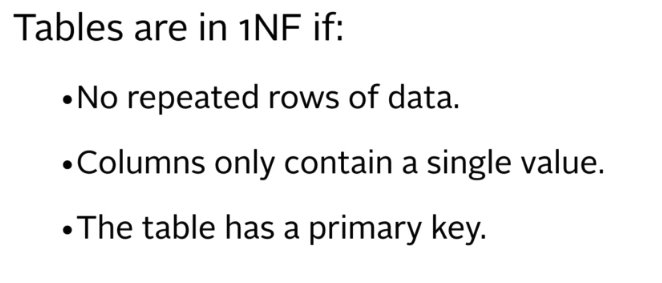 Tables are in 1NF if:
•No repeated rows of data.
•Columns only contain a single value.
•The table has a primary key.